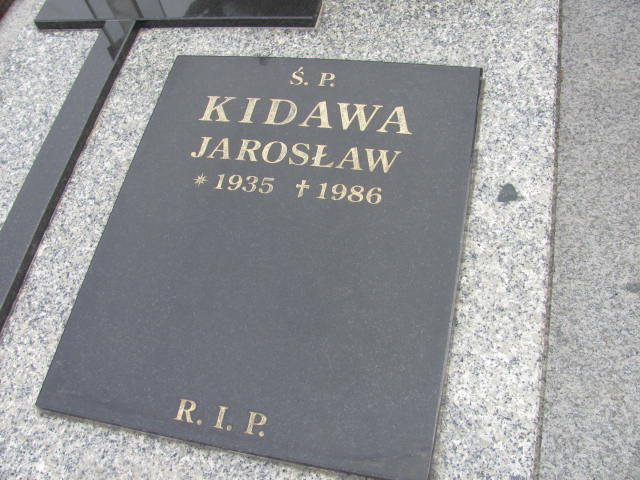 Ś. P.
KIDAWA
JAROSŁAW
* 1935 † 1986
R. I. P.